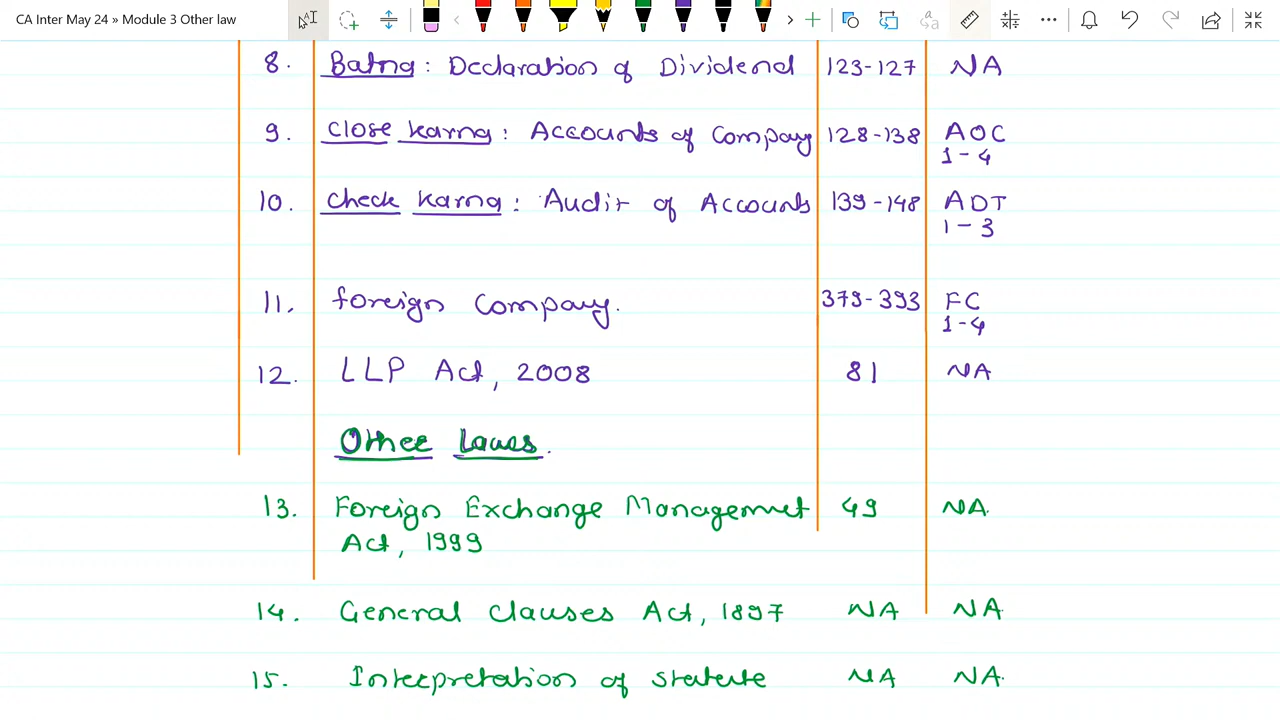 CA Inter May 24 » Module 3 Other law
8. Batna : Declaration of Dividend 123-127 NA
9. Close Karna : Accounts of Company 128-138 AOC
1-4
10. Check Karna : Audit of Accounts 139-148 ADT
1-3
11. Foreign Company. 379-393 FC
1-4
12. LLP Act, 2008 81 NA
Other Laws.
13. Foreign Exchange Managemet 49 NA.
Act, 1999
14. General Clauses Act, 1897 NA NA.
15. Interpretation of statute NA NA.